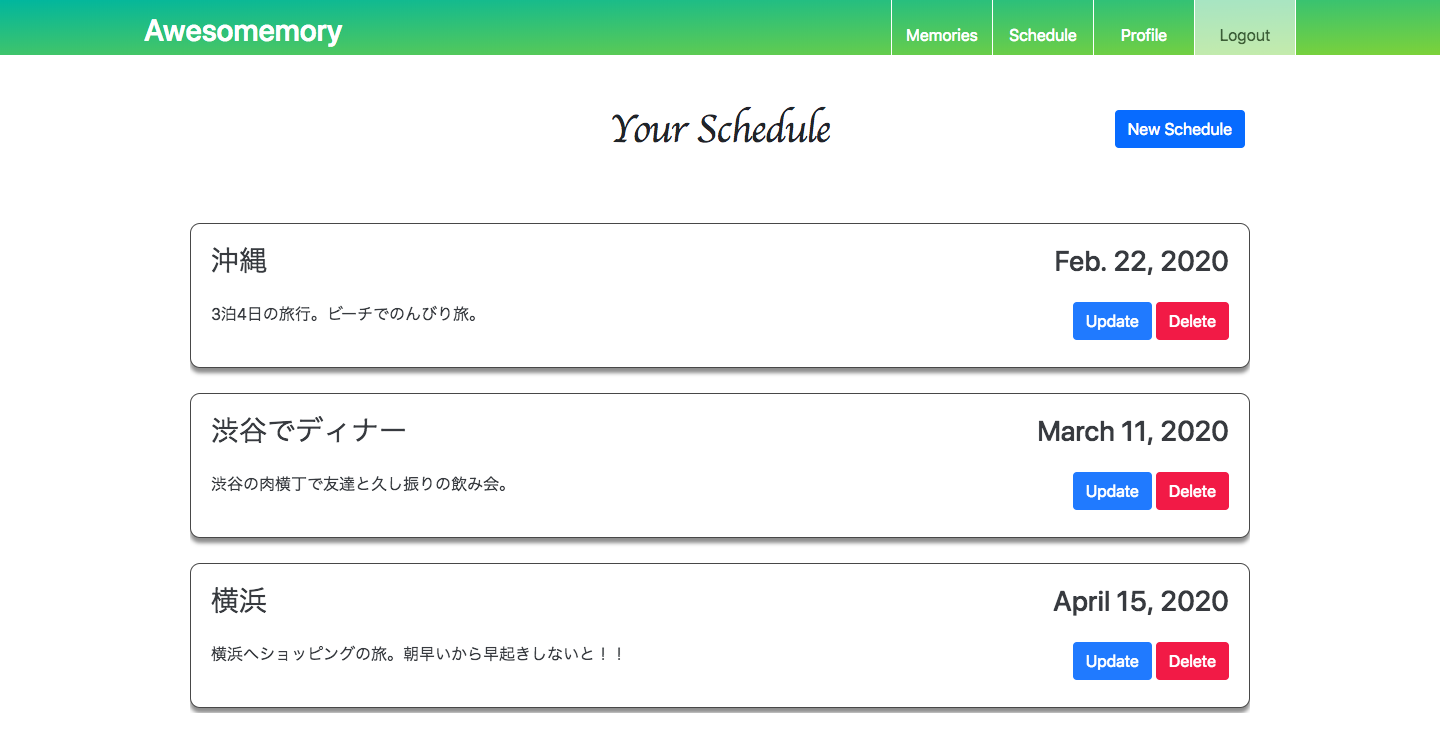 Awesomemory
Memories Schedule Profile Logout
Your Schedule
New Schedule
沖縄
Feb. 22, 2020
3泊4日の旅行。ビーチでのんびり旅。
Update Delete
渋谷でディナー
March 11, 2020
渋谷の肉横丁で友達と久し振りの飲み会。
Update Delete
横浜
April 15, 2020
横浜へショッピングの旅。朝早いから早起きしないと！！
Update Delete